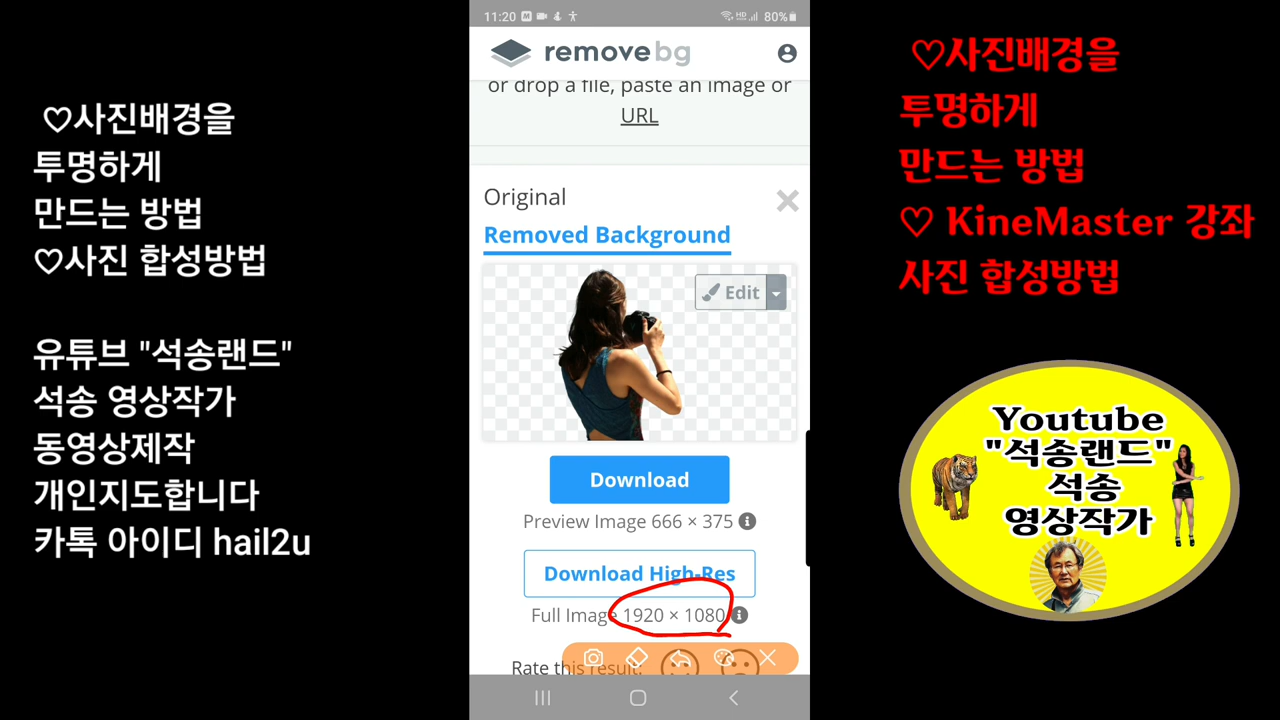 ♡사진배경을
투명하게
만드는 방법
♡사진 합성방법
유튜브 "석송랜드"
석송 영상작가
동영상제작
개인지도합니다
카톡 아이디 hail2u
11:20
80%
removebg
or drop a file, paste an image or
URL
Original
Removed Background
Edit
Download
Preview Image 666 × 375
Download High-Res
Full Image 1920 × 1080
Rate this result:
♡사진배경을
투명하게
만드는 방법
♡ KineMaster 강좌
사진 합성방법
Youtube
"석송랜드"
석송
영상작가